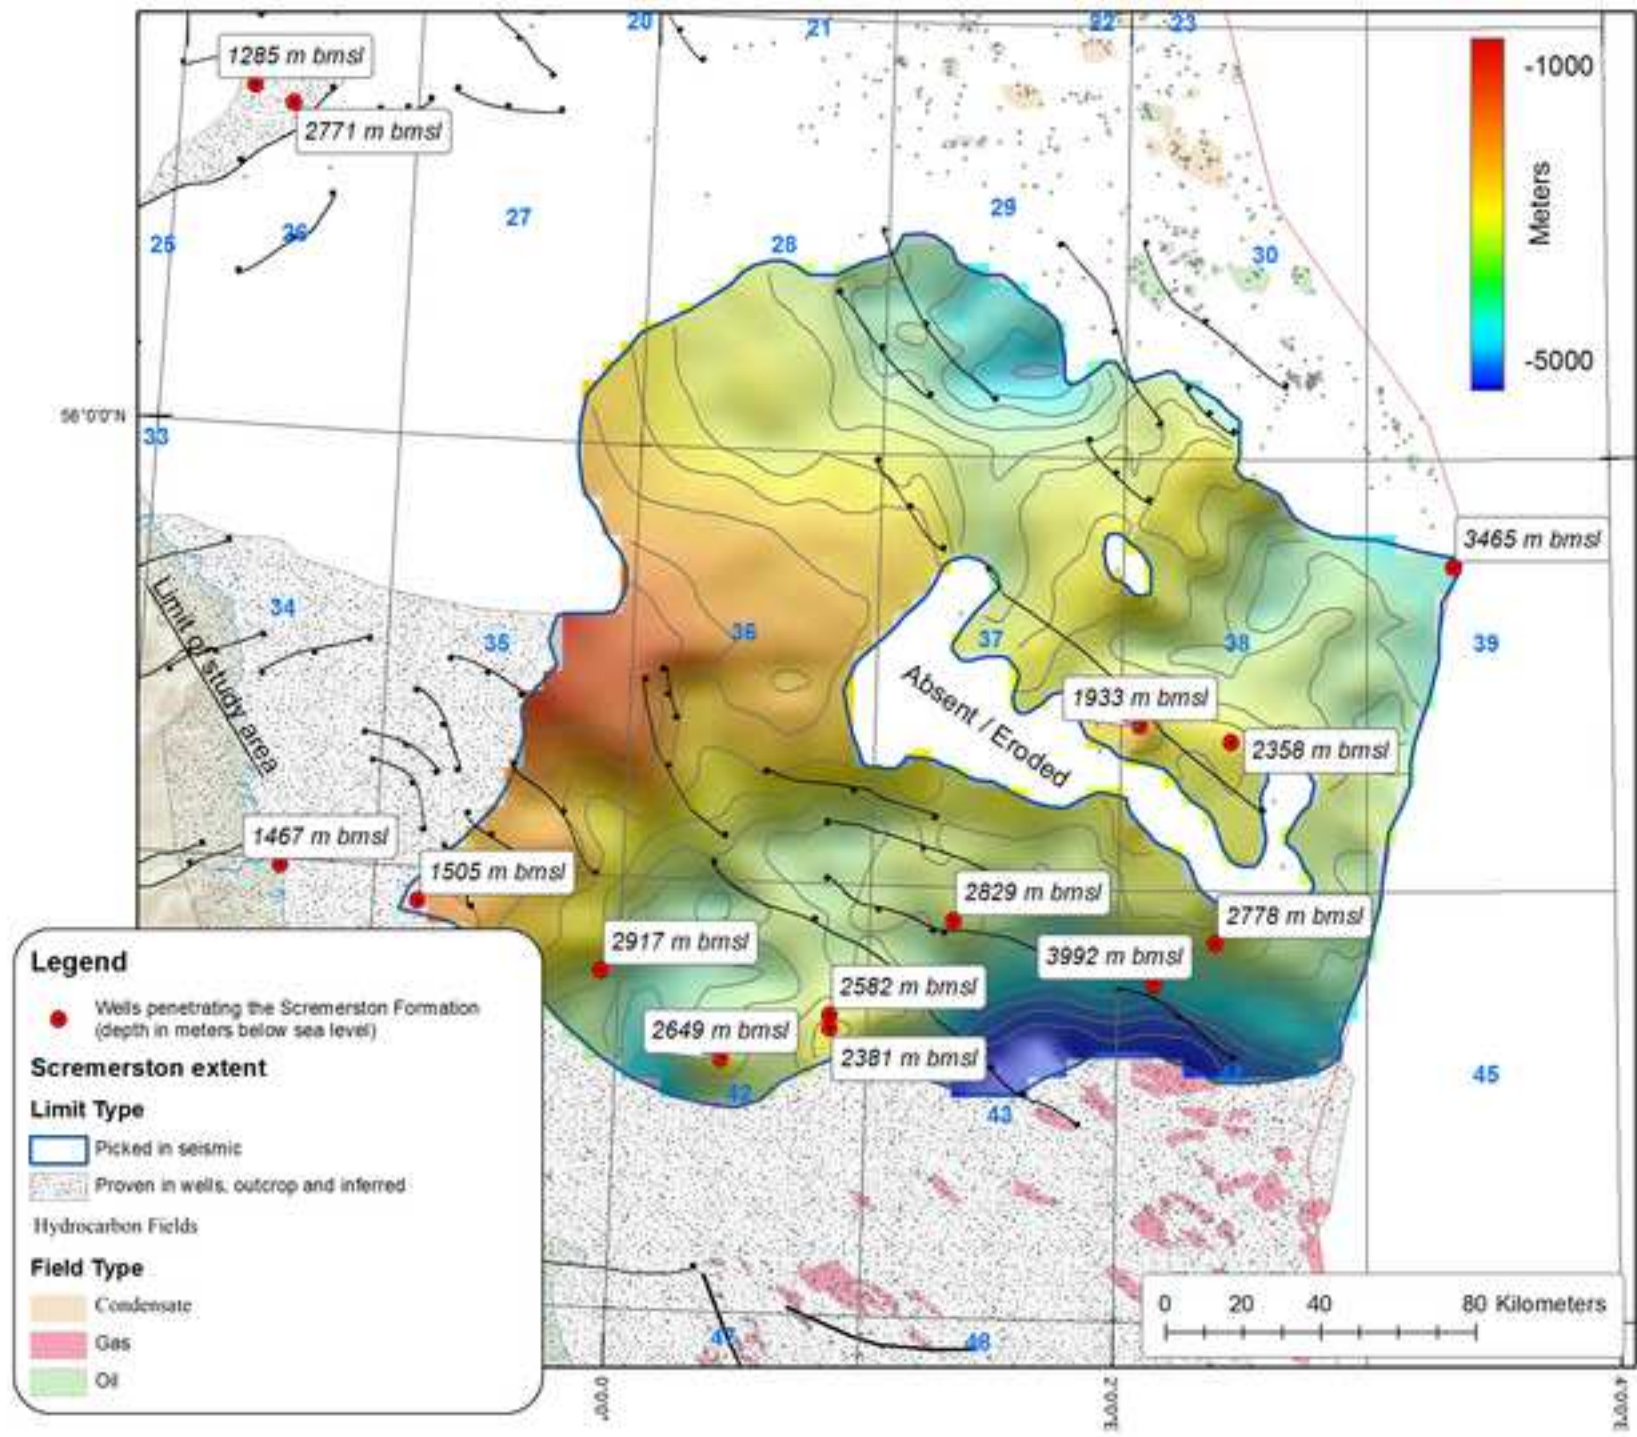 20
21
22
23
1285 m bmsl
2771 m bmsl
-1000
Meters
-5000
25
26
27
28
29
30
56°0'0"N
33
34
35
36
37
38
39
3465 m bmsl
Limit of study area
Absent / Eroded
1933 m bmsl
2358 m bmsl
1467 m bmsl
1505 m bmsl
2829 m bmsl
2778 m bmsl
2917 m bmsl
3992 m bmsl
2582 m bmsl
2649 m bmsl
2381 m bmsl
42
43
45
47
48
0 20 40 80 Kilometers
0°0'0"
2°0'0"E
4°0'0"E
Legend
Wells penetrating the Scremerston Formation
(depth in meters below sea level)
Scremerston extent
Limit Type
Picked in seismic
Proven in wells, outcrop and inferred
Hydrocarbon Fields
Field Type
Condensate
Gas
Oil